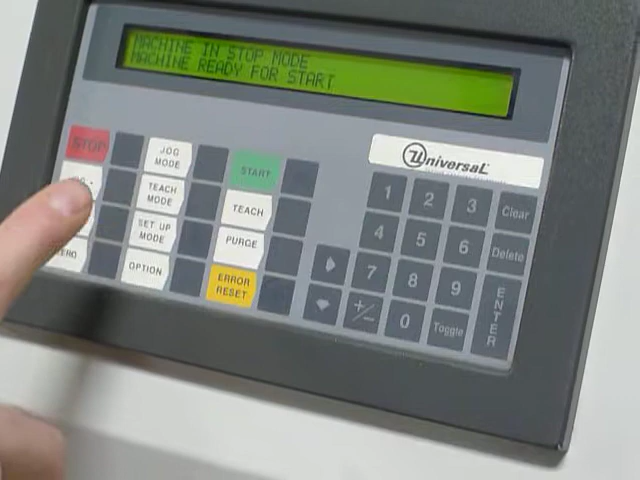 MACHINE IN STOP MODE
MACHINE READY FOR START
STOP
JOG
MODE
START
UNIVERSAL
TEACH
MODE
TEACH
SET UP
MODE
PURGE
ZERO
OPTION
ERROR
RESET
1 2 3 Clear
4 5 6 Delete
7 8 9 ENTER
+/- 0 Toggle